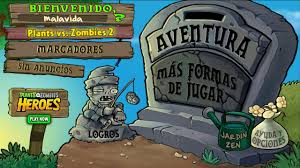 BIENVENIDO,
malavida
?
Plants vs. Zombies 2
MARCADORES
Sin anuncios
PLANTS VS ZOMBIES
HEROES
PLAY NOW
LOGROS
AVENTURA
MÁS FORMAS
DE JUGAR
JARDÍN
ZEN
AYUDA Y
OPCIONES